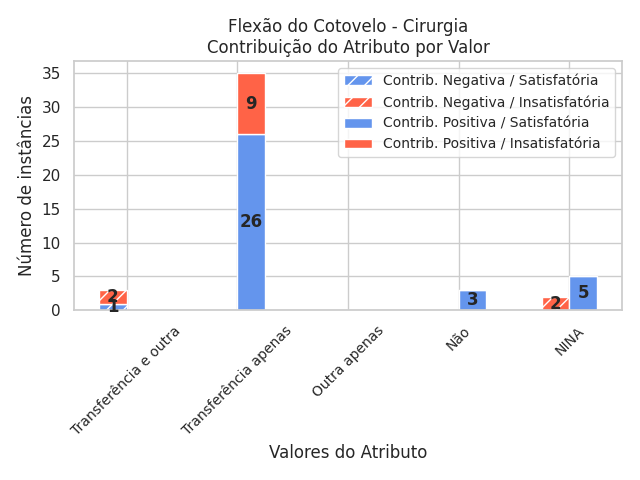 Flexão do Cotovelo - Cirurgia
Contribuição do Atributo por Valor
Contrib. Negativa / Satisfatória
Contrib. Negativa / Insatisfatória
Contrib. Positiva / Satisfatória
Contrib. Positiva / Insatisfatória
Número de instâncias
35
30
25
20
15
10
5
0
2
1
9
26
3
2
5
Transferência e outra
Transferência apenas
Outra apenas
Não
NINA
Valores do Atributo